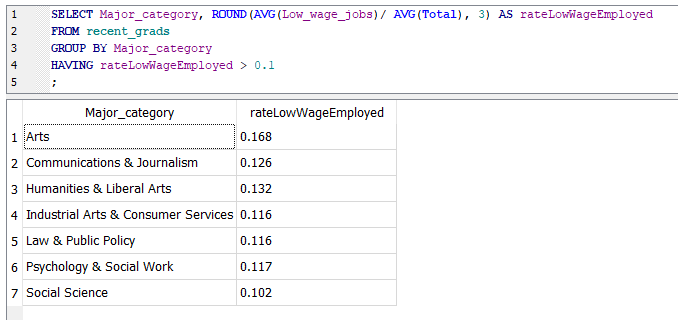 1 SELECT Major_category, ROUND(AVG(Low_wage_jobs)/ AVG(Total), 3) AS rateLowWageEmployed
2 FROM recent_grads
3 GROUP BY Major_category
4 HAVING rateLowWageEmployed > 0.1
5 ;
Major_category rateLowWageEmployed
1 Arts 0.168
2 Communications & Journalism 0.126
3 Humanities & Liberal Arts 0.132
4 Industrial Arts & Consumer Services 0.116
5 Law & Public Policy 0.116
6 Psychology & Social Work 0.117
7 Social Science 0.102